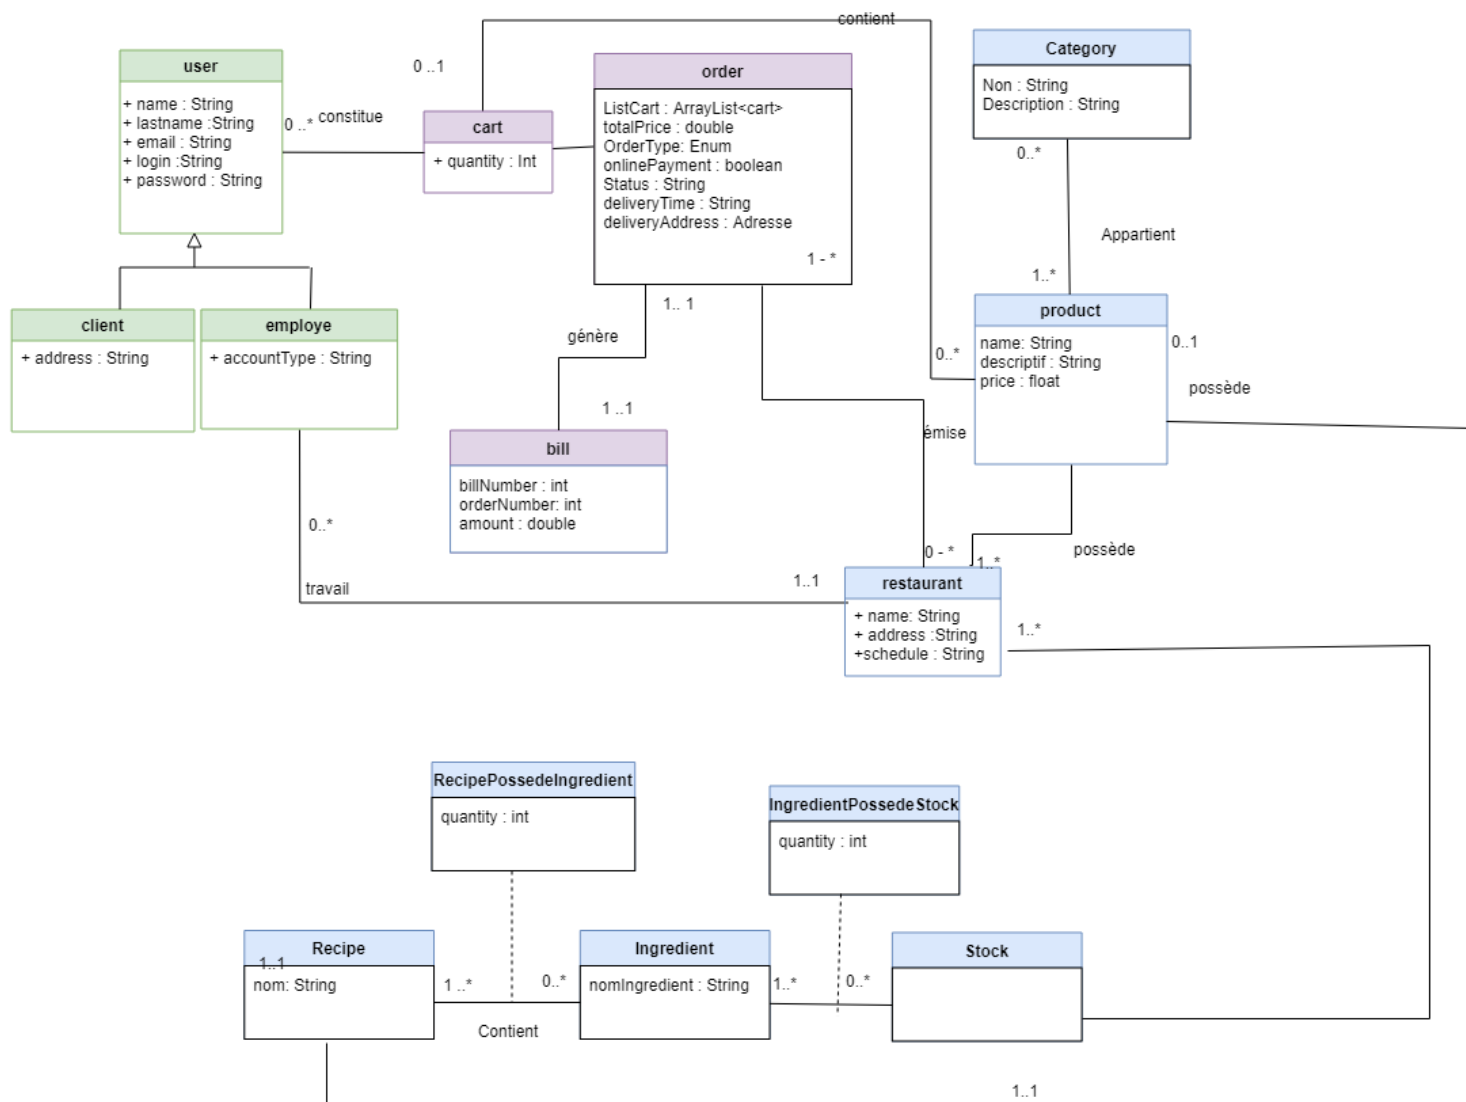 contient
user
+ name : String
+ lastname :String
+ email : String
+ login :String
+ password : String
0 ..*
constitue
0 ..1
cart
+ quantity : Int
order
ListCart : ArrayList<cart>
totalPrice : double
OrderType: Enum
onlinePayment : boolean
Status : String
deliveryTime : String
deliveryAddress : Adresse
1 - *
Category
Non : String
Description : String
0..*
Appartient
1..*
client
+ address : String
employe
+ accountType : String
1.. 1
génère
1 ..1
bill
billNumber : int
orderNumber: int
amount : double
product
name: String
descriptif : String
price : float
0..*
0..1
possède
émise
0..*
travail
1..1
0 - *
1..*
possède
restaurant
+ name: String
+ address :String
+schedule : String
1..*
RecipePossedeIngredient
quantity : int
IngredientPossedeStock
quantity : int
Recipe
1..1
nom: String
1 ..*
Contient
0..*
Ingredient
nomIngredient : String
1..*
0..*
Stock
1..1